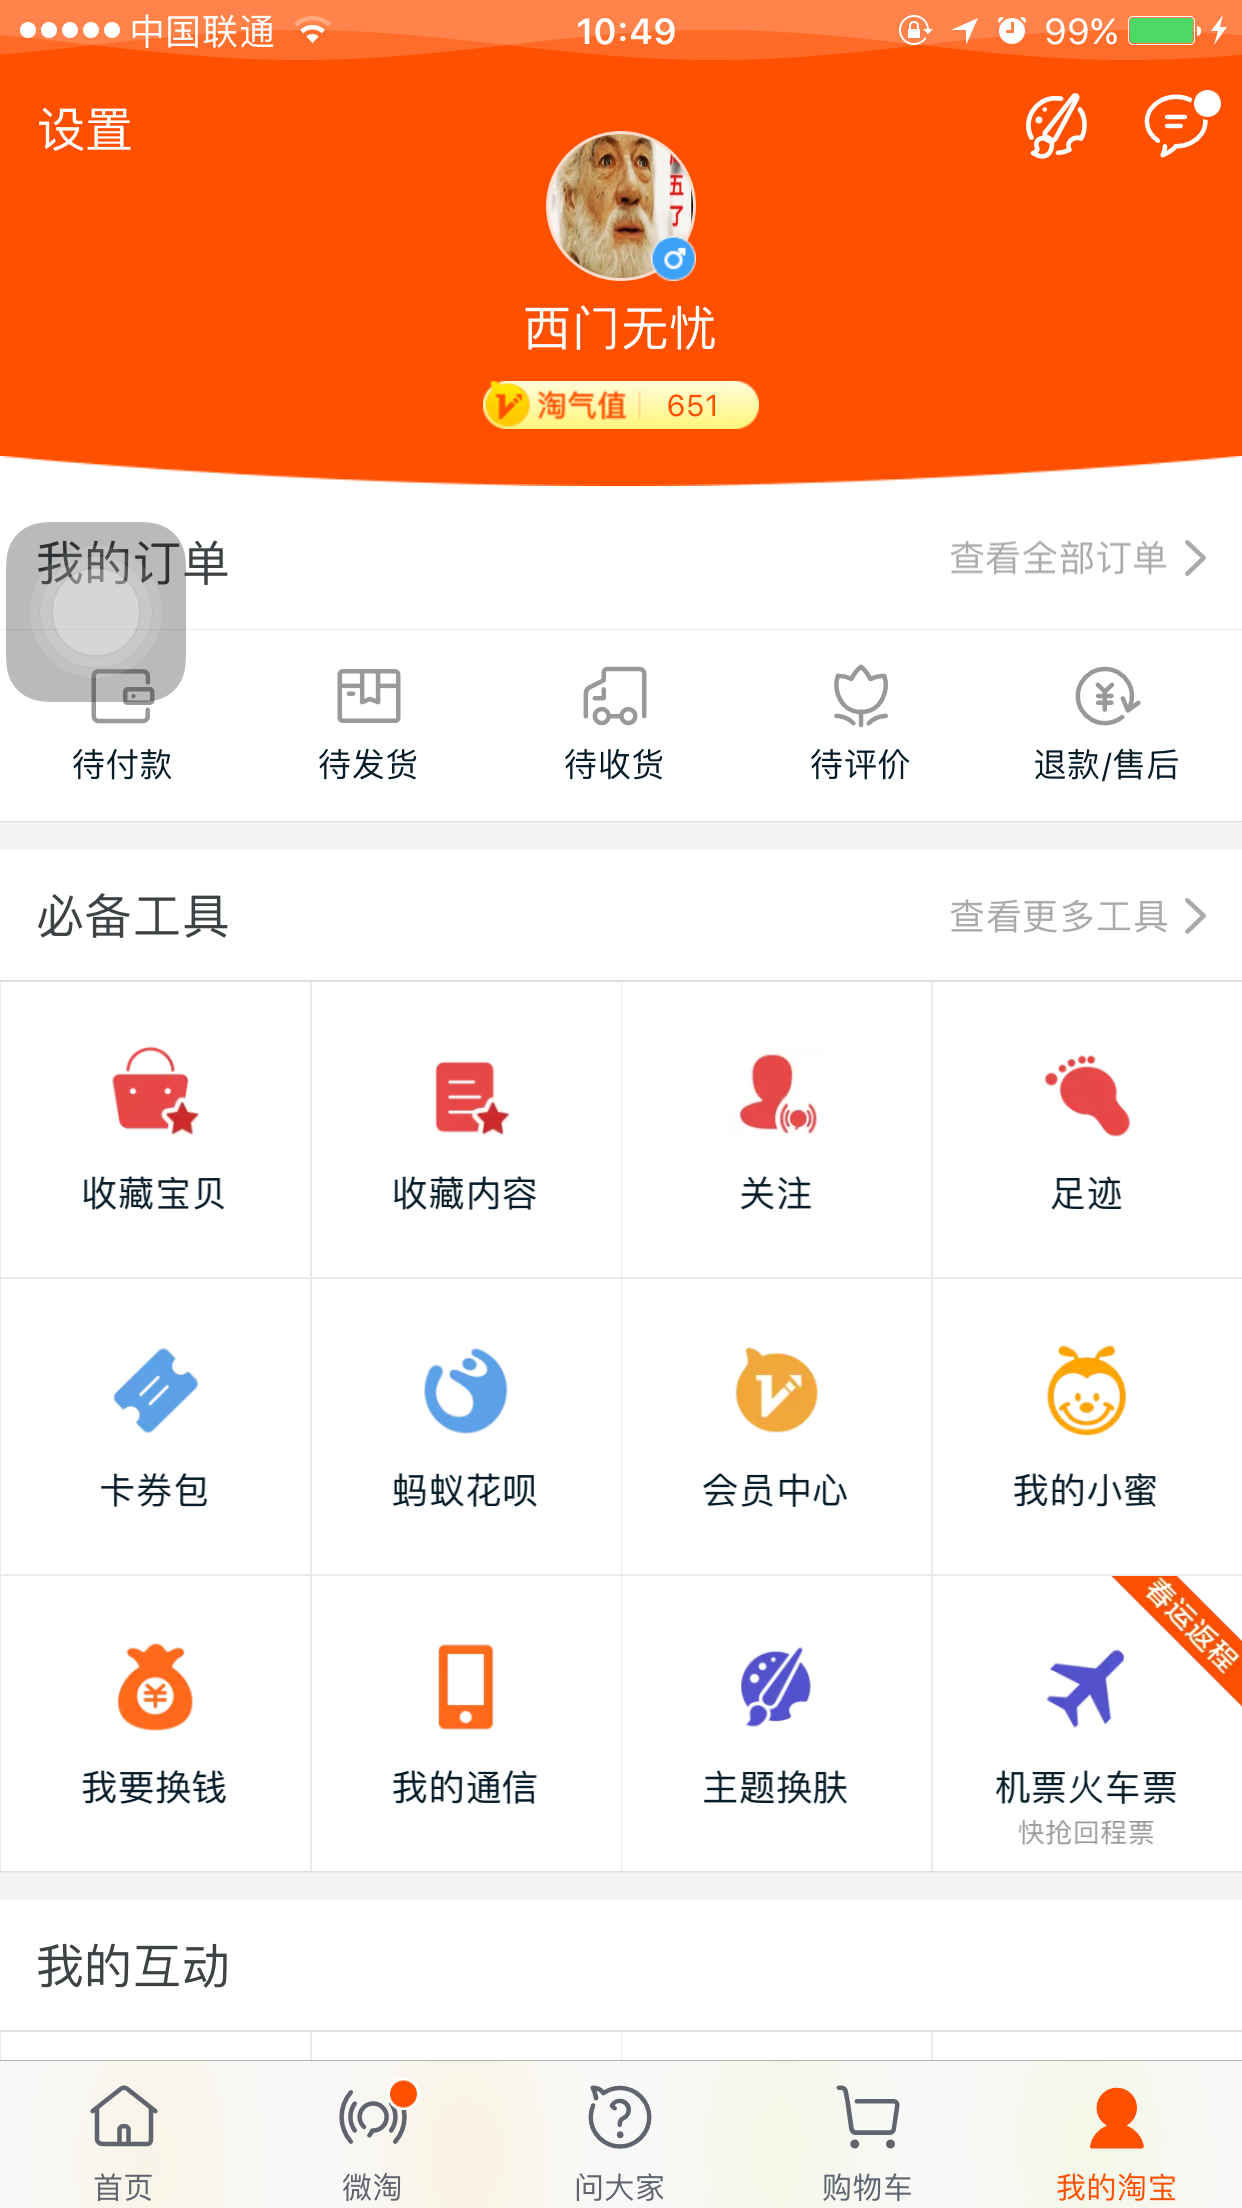 中国联通 10:49 99%
设置
五
了
西门无忧
淘气值 651
我的订单 查看全部订单
待付款 待发货 待收货 待评价 退款/售后
必备工具 查看更多工具
收藏宝贝 收藏内容 关注 足迹
卡券包 蚂蚁花呗 会员中心 我的小蜜
春运返程
我要换钱 我的通信 主题换肤 机票火车票
快抢回程票
我的互动
首页 微淘 问大家 购物车 我的淘宝